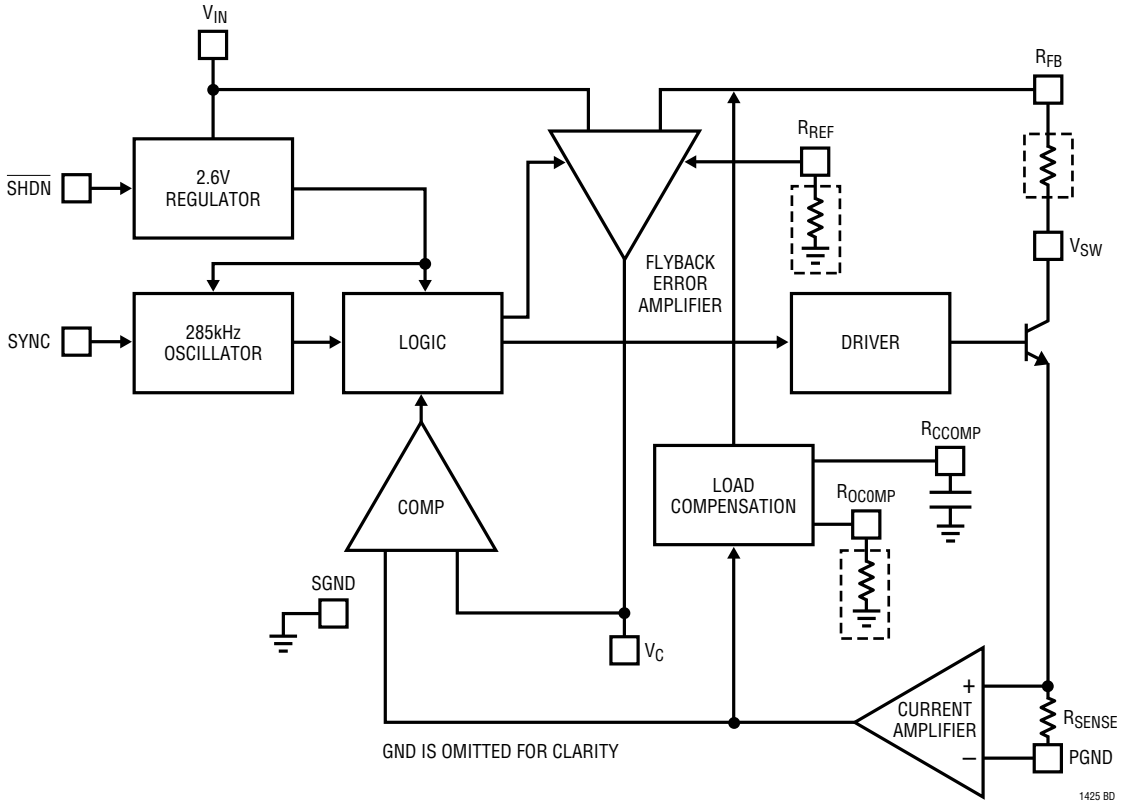 VIN
RFB
RREF
SHDN
2.6V
REGULATOR
VSW
FLYBACK
ERROR
AMPLIFIER
SYNC
285kHz
OSCILLATOR
LOGIC
DRIVER
RCCOMP
COMP
LOAD
COMPENSATION
ROCOMP
SGND
VC
+
CURRENT
AMPLIFIER
–
RSENSE
PGND
GND IS OMITTED FOR CLARITY
1425 BD